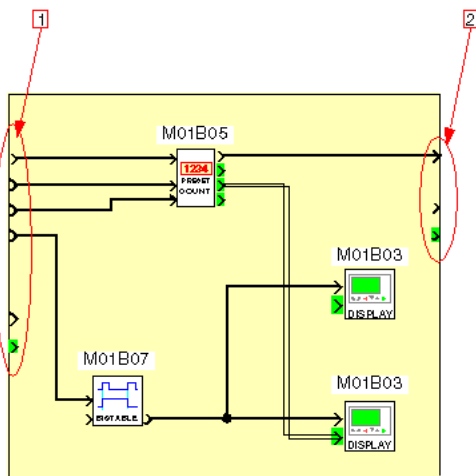 1
2
M01B05
1234
PRESET
COUNT
M01B03
DISPLAY
M01B07
BISTABLE
M01B03
DISPLAY